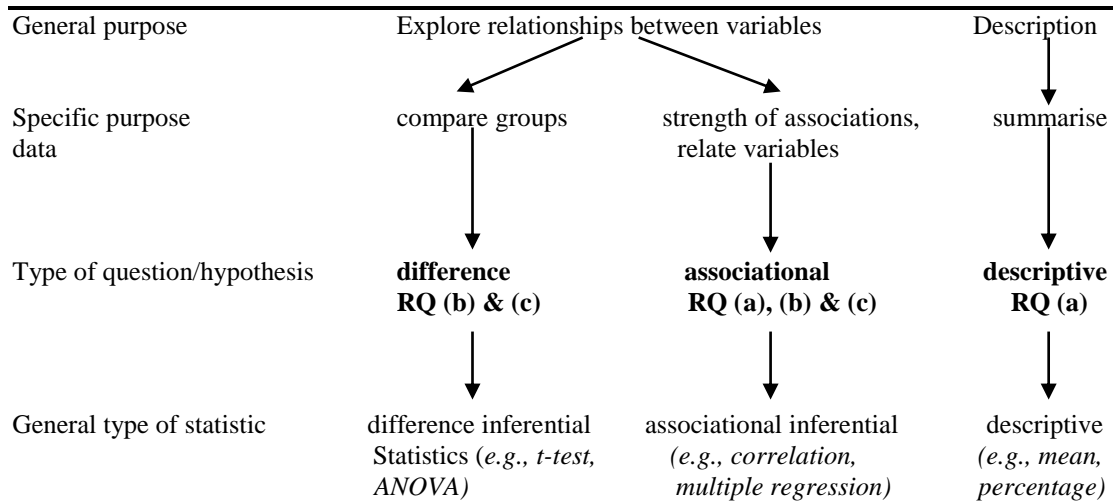 General purpose Explore relationships between variables Description
Specific purpose compare groups strength of associations, summarise
data relate variables
Type of question/hypothesis difference associational descriptive
RQ (b) & (c) RQ (a), (b) & (c) RQ (a)
General type of statistic difference inferential associational inferential descriptive
Statistics (e.g., t-test, (e.g., correlation, (e.g., mean,
ANOVA) multiple regression) percentage)